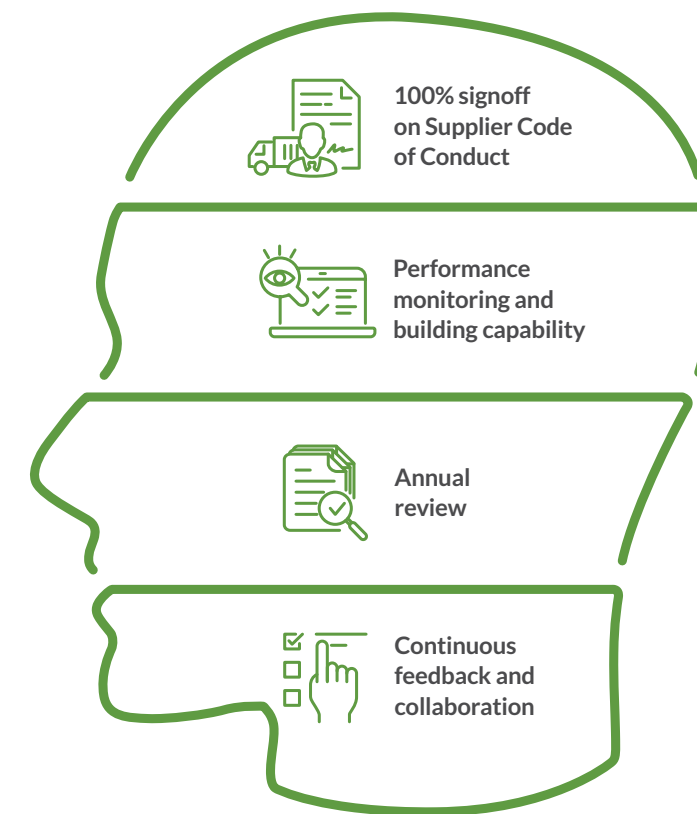 100% signoff
on Supplier Code
of Conduct
Performance
monitoring and
building capability
Annual
review
Continuous
feedback and
collaboration